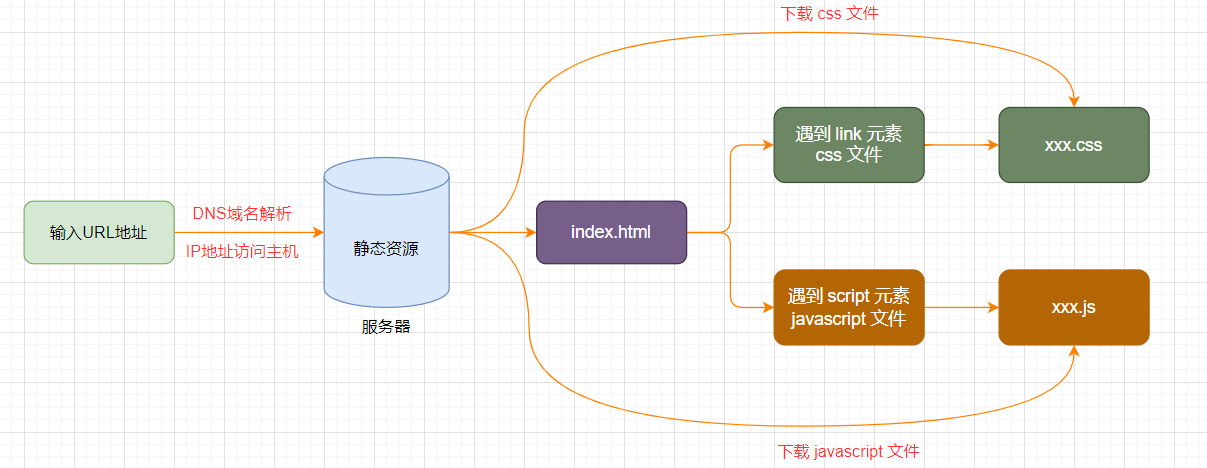 下载 css 文件
遇到 link 元素
css 文件
xxx.css
输入URL地址
DNS域名解析
IP地址访问主机
静态资源
服务器
index.html
遇到 script 元素
javascript 文件
xxx.js
下载 javascript 文件